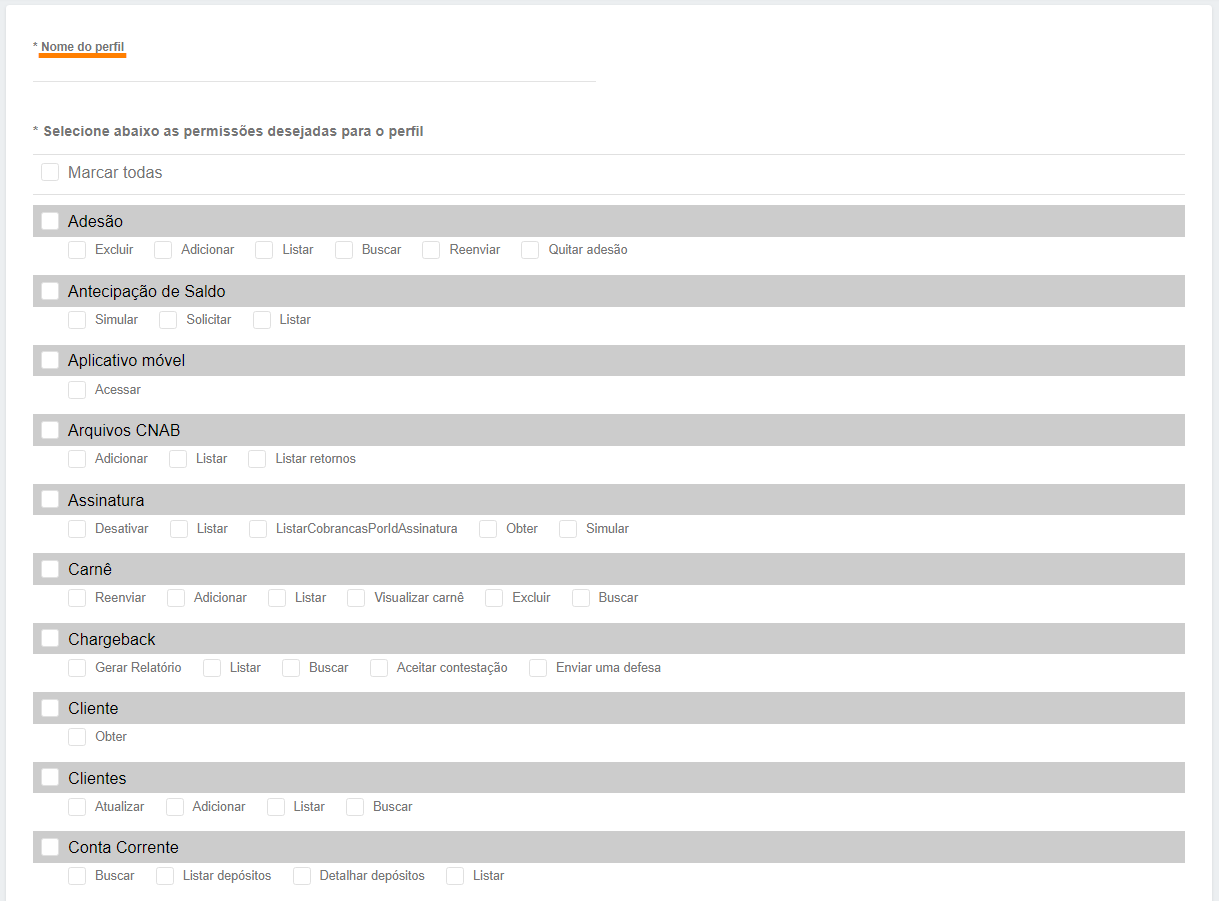 * Nome do perfil
* Selecione abaixo as permissões desejadas para o perfil
Marcar todas
Adesão
Excluir Adicionar Listar Buscar Reenviar Quitar adesão
Antecipação de Saldo
Simular Solicitar Listar
Aplicativo móvel
Acessar
Arquivos CNAB
Adicionar Listar Listar retornos
Assinatura
Desativar Listar ListarCobrancasPorIdAssinatura Obter Simular
Carnê
Reenviar Adicionar Listar Visualizar carnê Excluir Buscar
Chargeback
Gerar Relatório Listar Buscar Aceitar contestação Enviar uma defesa
Cliente
Obter
Clientes
Atualizar Adicionar Listar Buscar
Conta Corrente
Buscar Listar depósitos Detalhar depósitos Listar